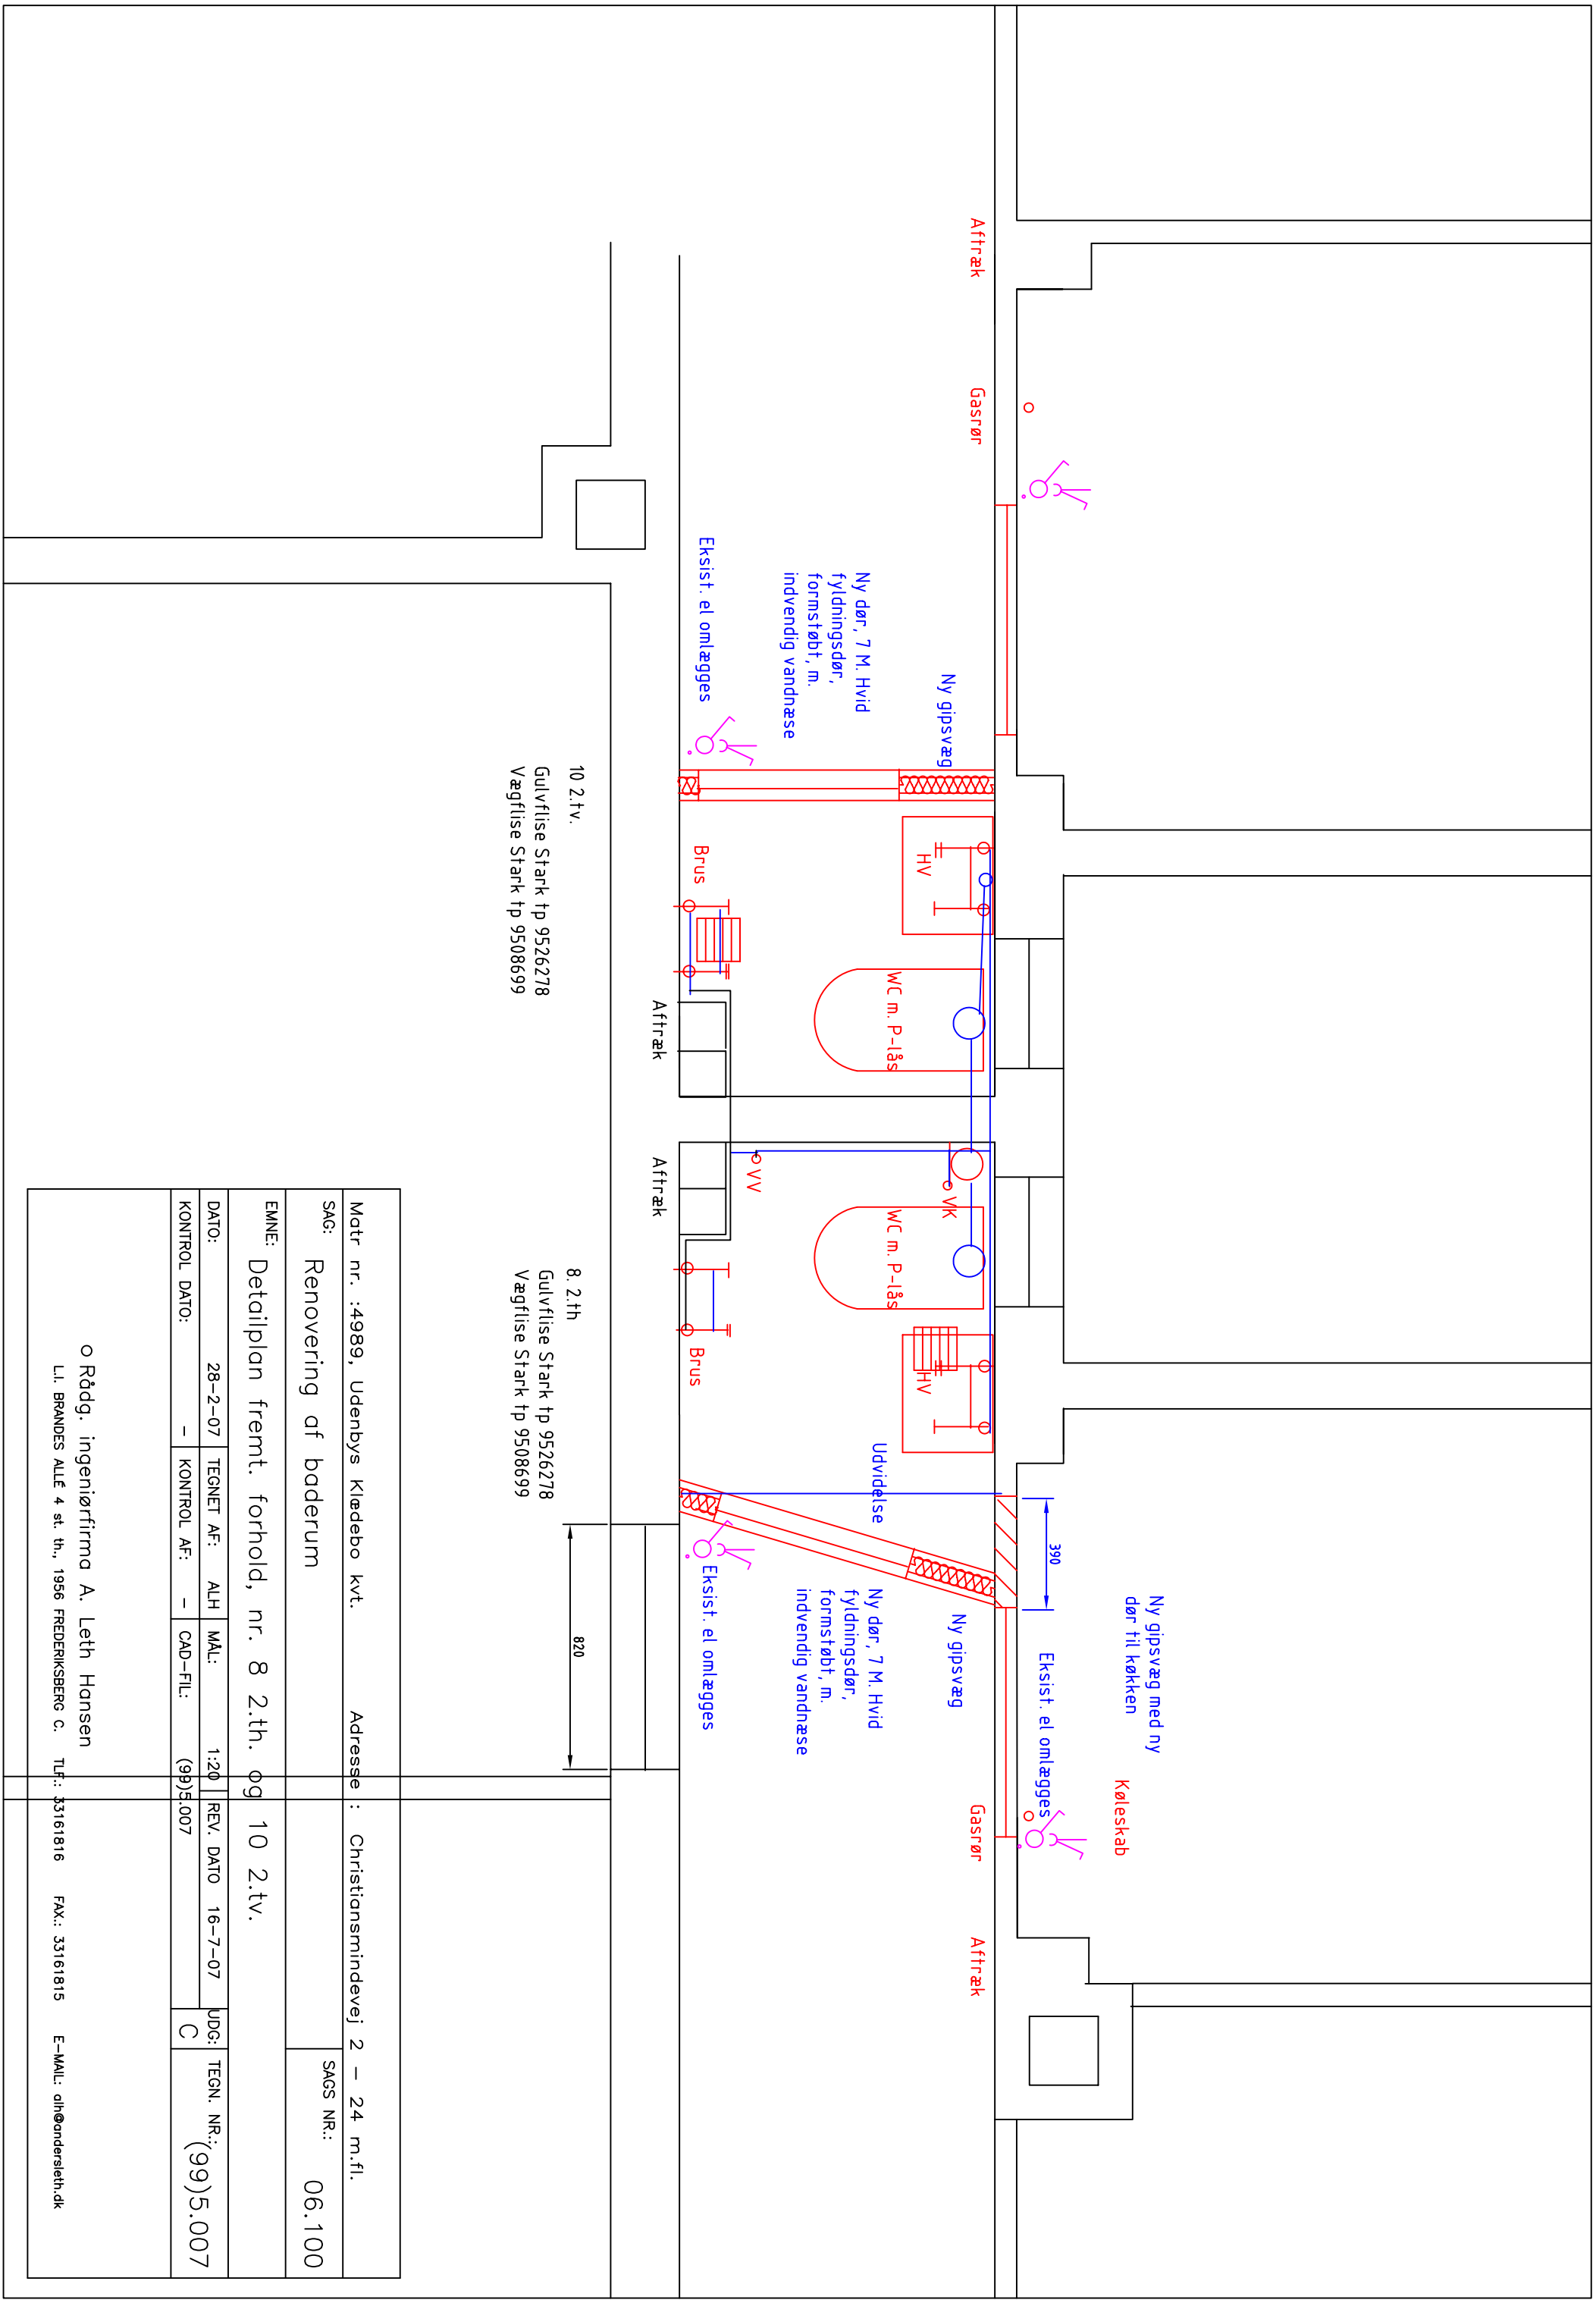 Ny gipsvæg med ny
dør til køkken
Køleskab
Eksist. el omlægges
390
Aftræk
Gasrør
Gasrør
Aftræk
Ny gipsvæg
Ny gipsvæg
HV
HV
VK
WC m. P-lås
WC m. P-lås
Udvidelse
Ny dør, 7 M. Hvid
fyldningsdør,
formstøbt, m.
indvendig vandnæse
Ny dør, 7 M. Hvid
fyldningsdør,
formstøbt, m.
indvendig vandnæse
VV
Eksist. el omlægges
Brus
Brus
Eksist. el omlægges
Aftræk
Aftræk
820
10 2.tv.
Gulvflise Stark tp 9526278
Vægflise Stark tp 9508699
8. 2.th
Gulvflise Stark tp 9526278
Vægflise Stark tp 9508699
Matr nr. :4989, Udenbys Klædebo kvt. Adresse : Christiansmindevej 2 – 24 m.fl.
SAG: Renovering af baderum SAGS NR.: 06.100
EMNE: Detailplan fremt. forhold, nr. 8 2.th. og 10 2.tv.
DATO: 28–2–07 TEGNET AF: ALH MÅL: 1:20 REV. DATO 16–7–07 UDG: C TEGN. NR.: (99)5.007
KONTROL DATO: – KONTROL AF: – CAD–FIL: (99)5.007
O Rådg. ingeniørfirma A. Leth Hansen
L.I. BRANDES ALLÉ 4 st. th., 1956 FREDERIKSBERG C. TLF.: 33161816 FAX.: 33161815 E–MAIL: alh@andersleth.dk